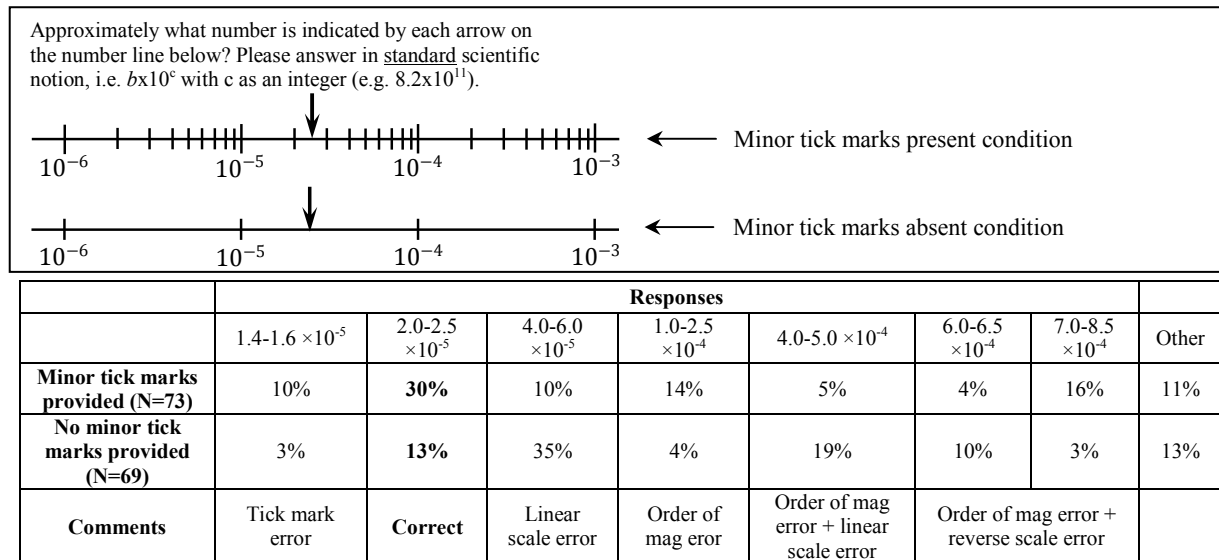 Approximately what number is indicated by each arrow on
the number line below? Please answer in standard scientific
notion, i.e. bx10ᶜ with c as an integer (e.g. 8.2x10¹¹).
Minor tick marks present condition
10⁻⁶ 10⁻⁵ 10⁻⁴ 10⁻³
Minor tick marks absent condition
10⁻⁶ 10⁻⁵ 10⁻⁴ 10⁻³
Responses
1.4-1.6 ×10⁻⁵ 2.0-2.5 ×10⁻⁵ 4.0-6.0 ×10⁻⁵ 1.0-2.5 ×10⁻⁴ 4.0-5.0 ×10⁻⁴ 6.0-6.5 ×10⁻⁴ 7.0-8.5 ×10⁻⁴ Other
Minor tick marks provided (N=73) 10% 30% 10% 14% 5% 4% 16% 11%
No minor tick marks provided (N=69) 3% 13% 35% 4% 19% 10% 3% 13%
Comments Tick mark error Correct Linear scale error Order of mag eror Order of mag error + linear scale error Order of mag error + reverse scale error